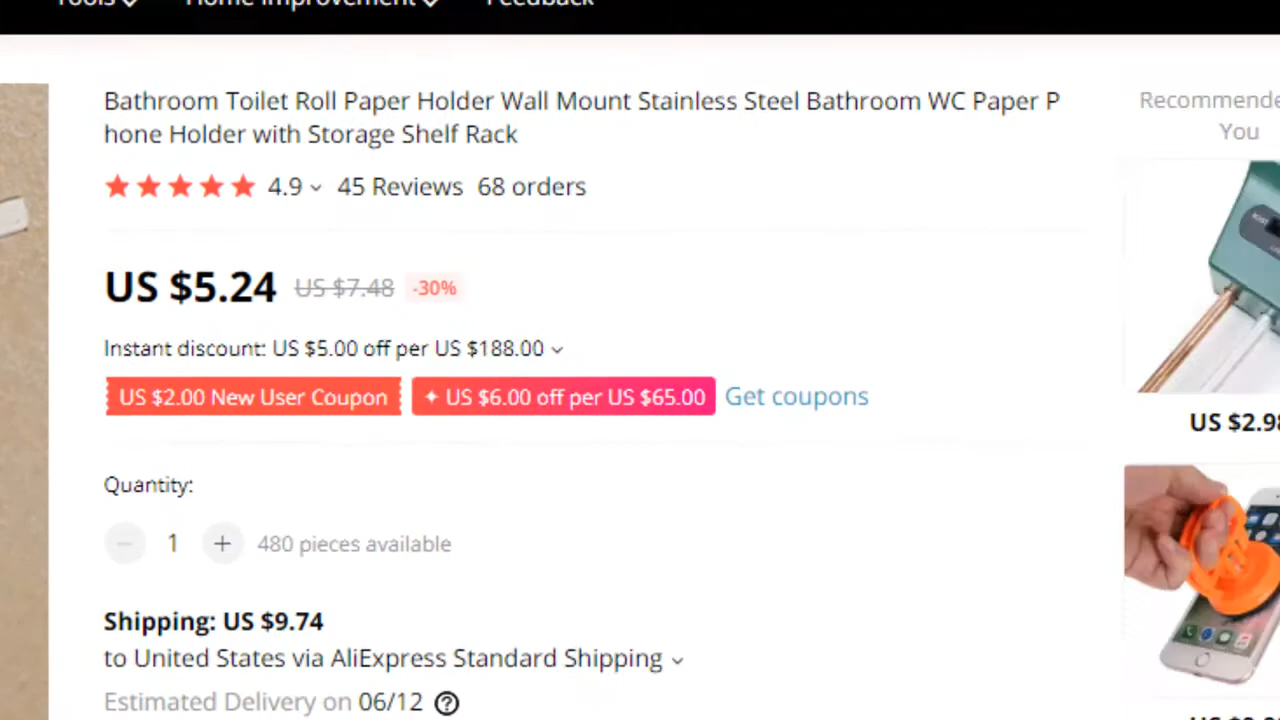 Tools
Home Improvement
Feedback
Bathroom Toilet Roll Paper Holder Wall Mount Stainless Steel Bathroom WC Paper P
hone Holder with Storage Shelf Rack
4.9 45 Reviews 68 orders
US $5.24 US $7.48 -30%
Instant discount: US $5.00 off per US $188.00
US $2.00 New User Coupon
US $6.00 off per US $65.00
Get coupons
Quantity:
− 1 + 480 pieces available
Shipping: US $9.74
to United States via AliExpress Standard Shipping
Estimated Delivery on 06/12 ?
Recommende
You
US $2.98